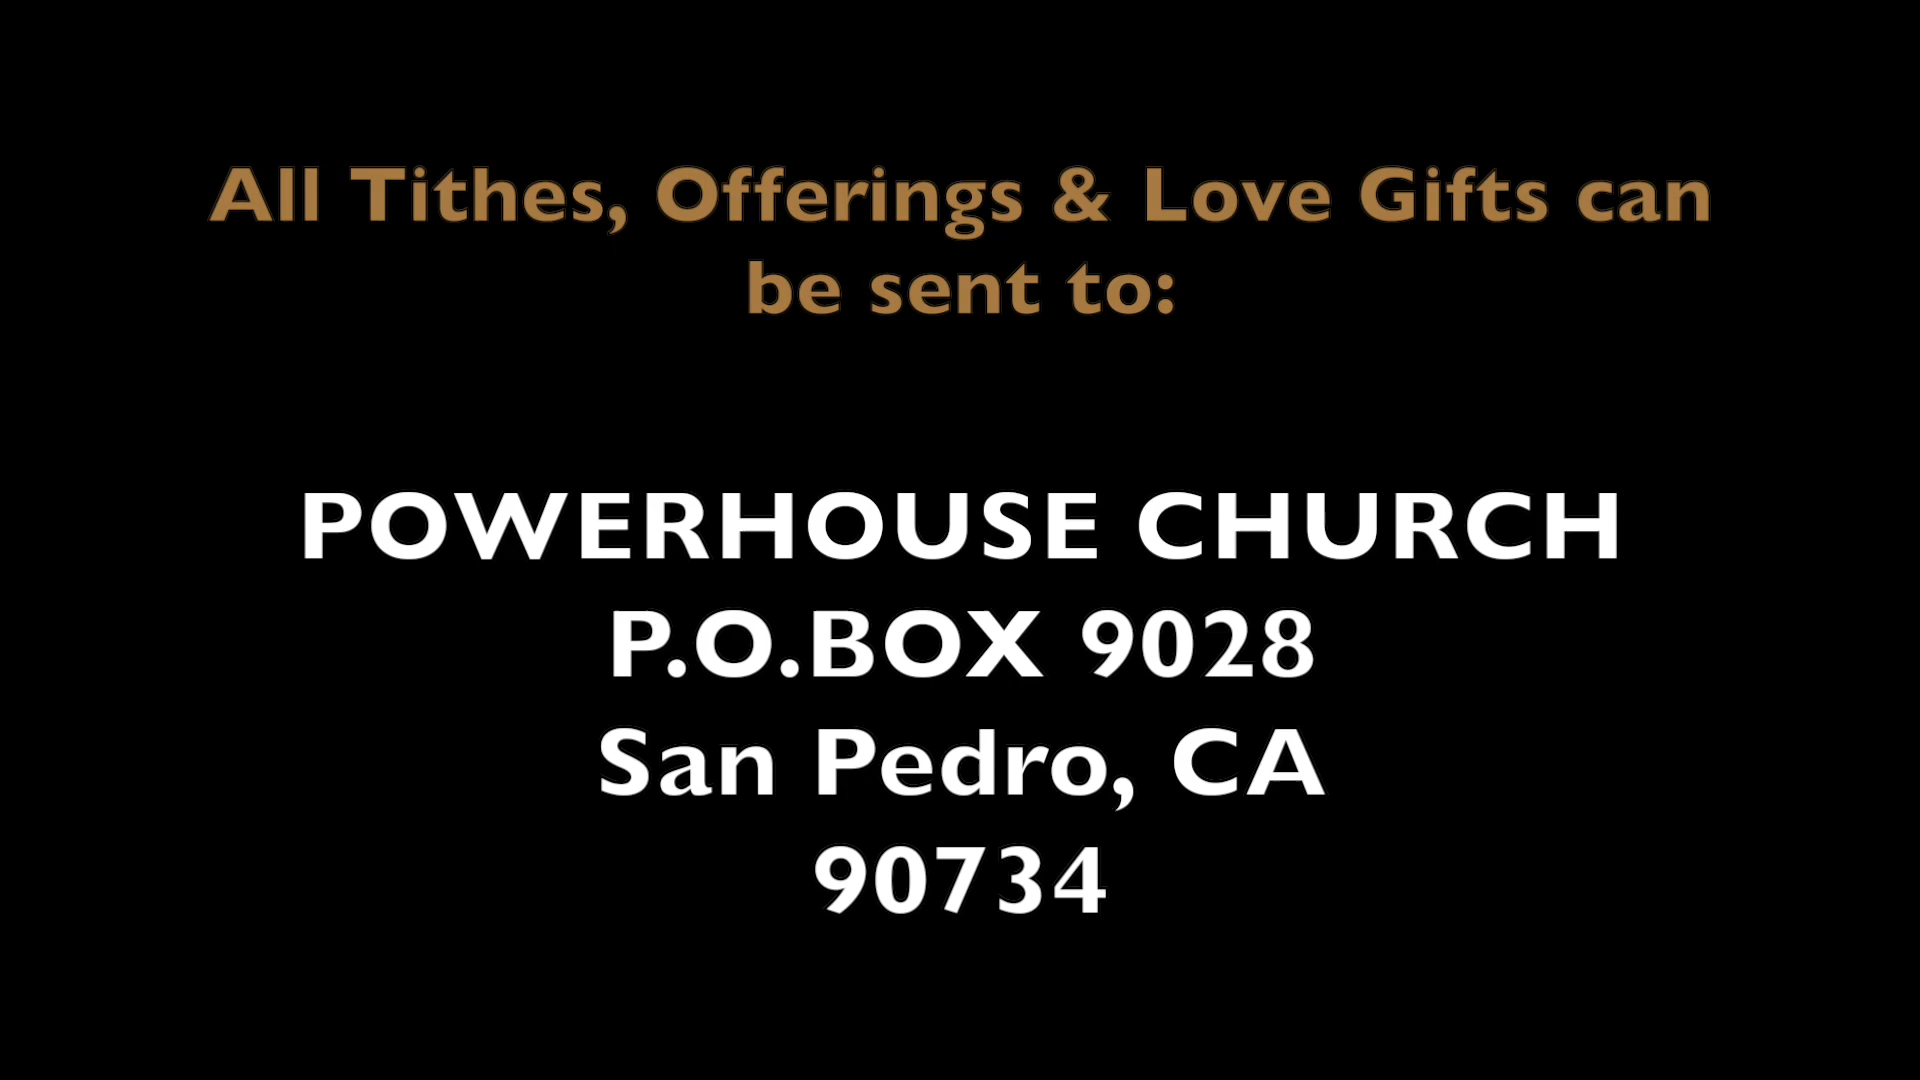 All Tithes, Offerings & Love Gifts can
be sent to:
POWERHOUSE CHURCH
P.O.BOX 9028
San Pedro, CA
90734